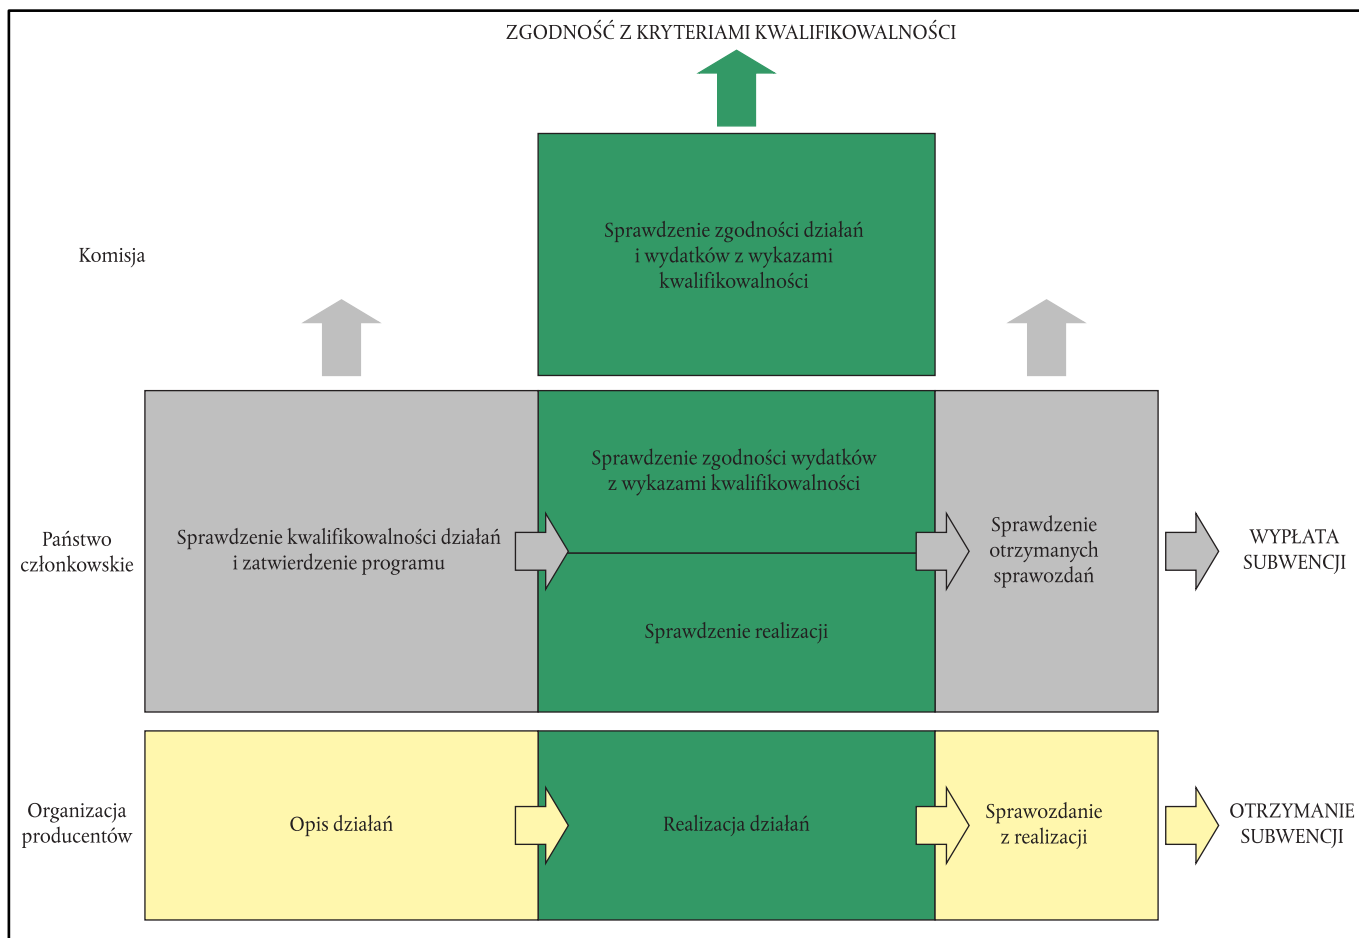 ZGODNOŚĆ Z KRYTERIAMI KWALIFIKOWALNOŚCI
Komisja
Sprawdzenie zgodności działań
i wydatków z wykazami
kwalifikowalności
Państwo
członkowskie
Sprawdzenie kwalifikowalności działań
i zatwierdzenie programu
Sprawdzenie zgodności wydatków
z wykazami kwalifikowalności
Sprawdzenie realizacji
Sprawdzenie
otrzymanych
sprawozdań
WYPŁATA
SUBWENCJI
Organizacja
producentów
Opis działań
Realizacja działań
Sprawozdanie
z realizacji
OTRZYMANIE
SUBWENCJI